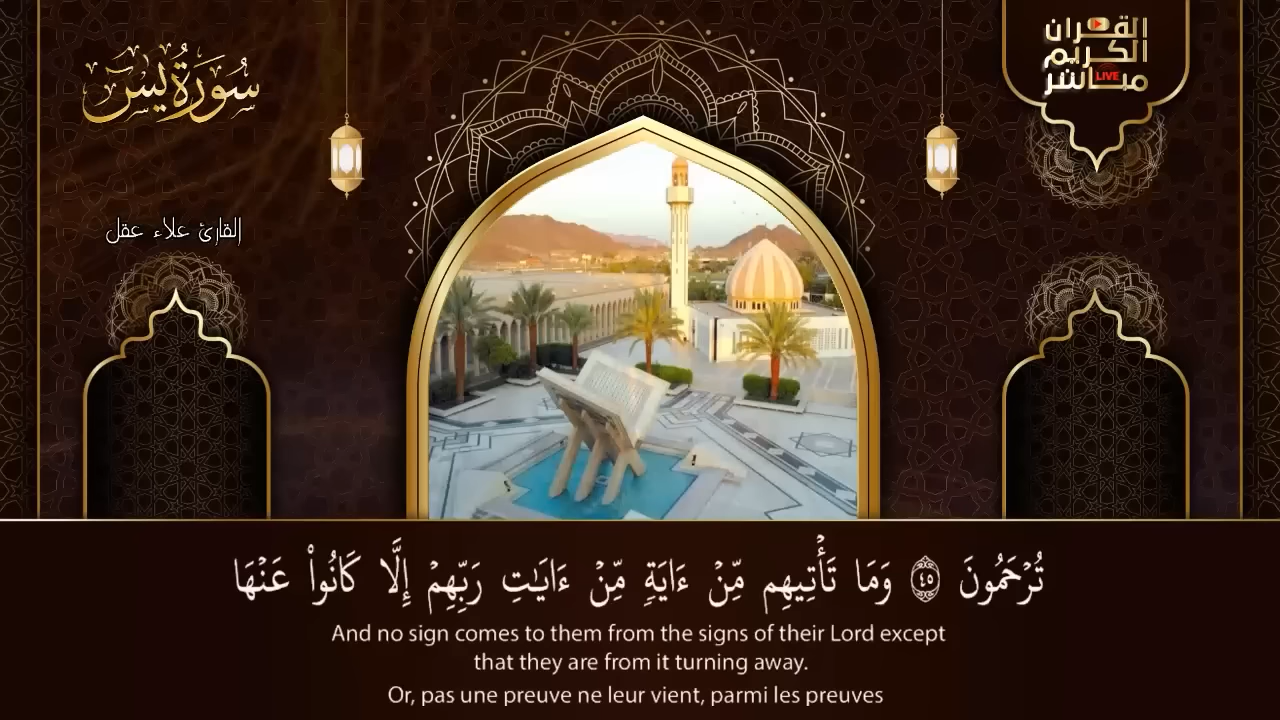 سُورَةُ يس
القرآن
الكريم
مباشر
LIVE
القارئ علاء عقل
تُرْحَمُونَ ٤٥ وَمَا تَأْتِيهِم مِّنْ ءَايَةٍ مِّنْ ءَايَٰتِ رَبِّهِمْ إِلَّا كَانُوا۟ عَنْهَا
And no sign comes to them from the signs of their Lord except
that they are from it turning away.
Or, pas une preuve ne leur vient, parmi les preuves